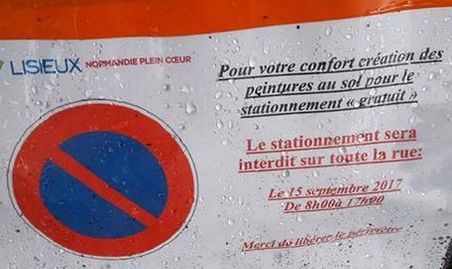 LISIEUX NORMANDIE PLEIN CŒUR
Pour votre confort création des
peintures au sol pour le
stationnement « gratuit »
Le stationnement sera
interdit sur toute la rue:
Le 15 septembre 2017
De 8h00à 17h00
Merci de libérer le périmètre